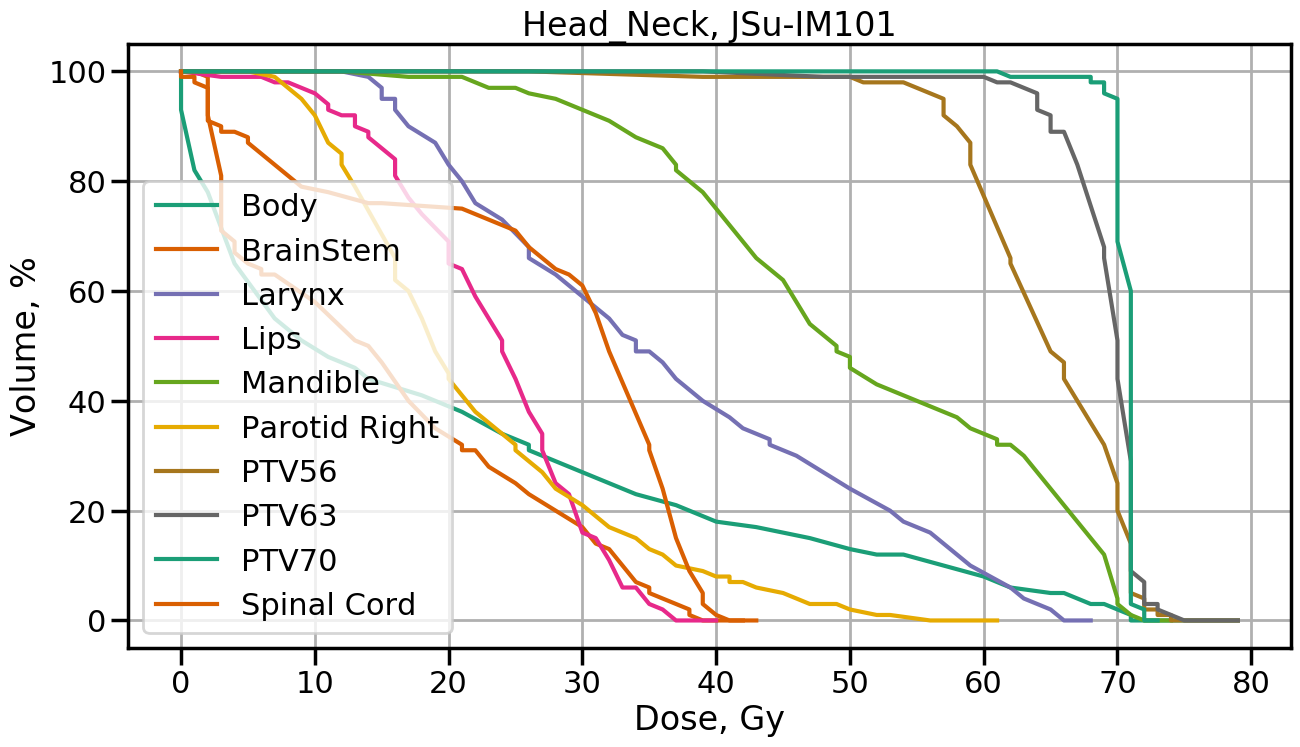 Head_Neck, JSu-IM101
Volume, %
100
80
60
40
20
0
Body
BrainStem
Larynx
Lips
Mandible
Parotid Right
PTV56
PTV63
PTV70
Spinal Cord
0 10 20 30 40 50 60 70 80
Dose, Gy